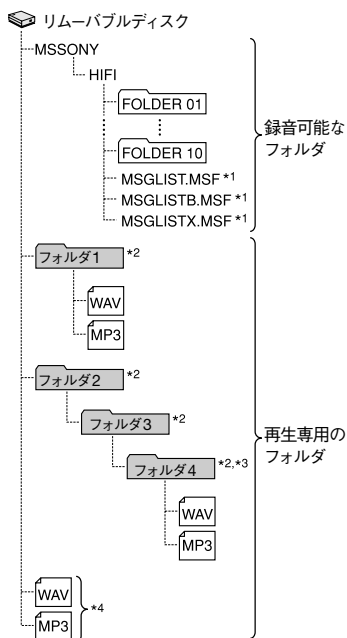 リムーバブルディスク
MSSONY
HIFI
FOLDER 01
FOLDER 10
MSGLIST.MSF *1
MSGLISTB.MSF *1
MSGLISTX.MSF *1
録音可能な
フォルダ
フォルダ1 *2
WAV
MP3
フォルダ2 *2
フォルダ3 *2
フォルダ4 *2,*3
WAV
MP3
再生専用の
フォルダ
WAV
MP3
*4